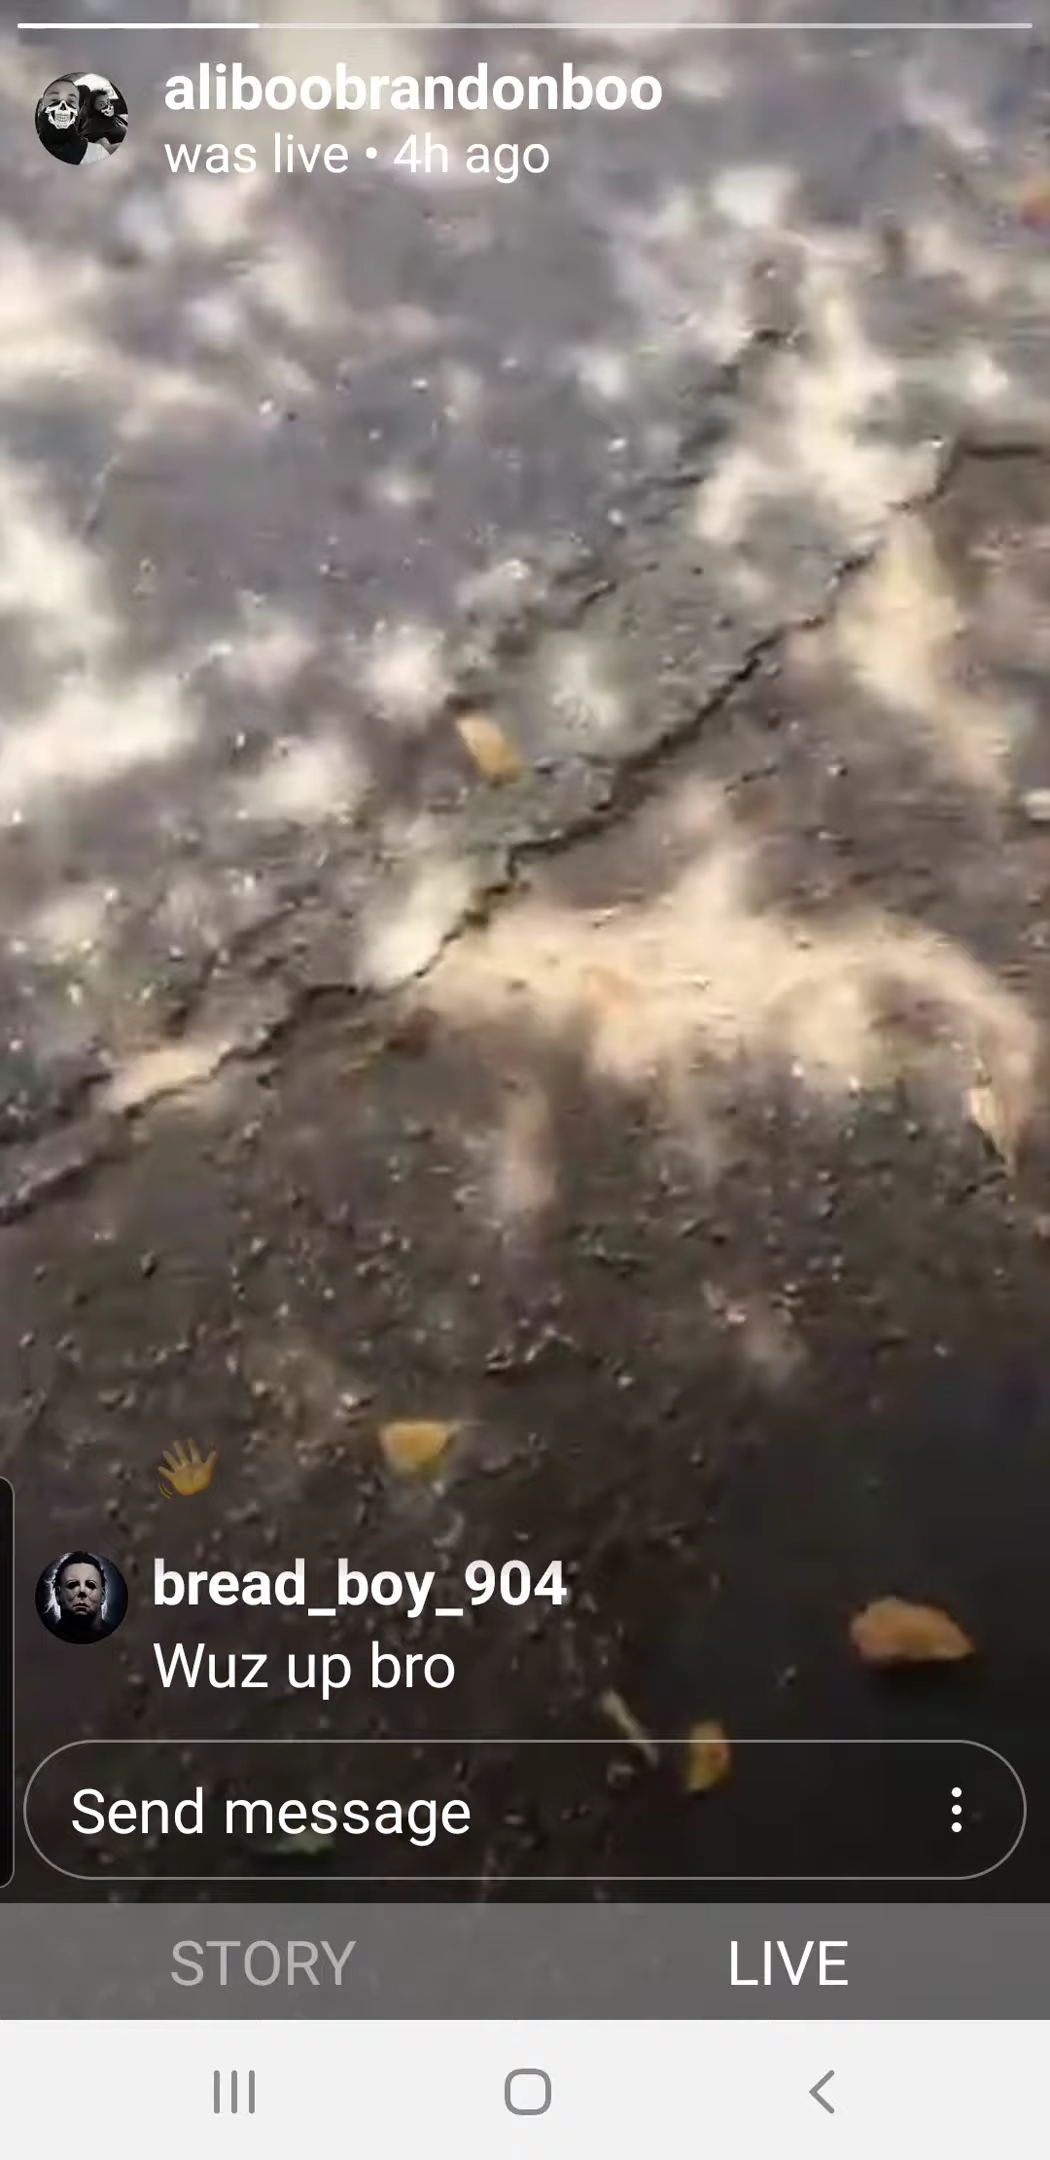 aliboobrandonboo
was live • 4h ago
👋
bread_boy_904
Wuz up bro
Send message
STORY
LIVE